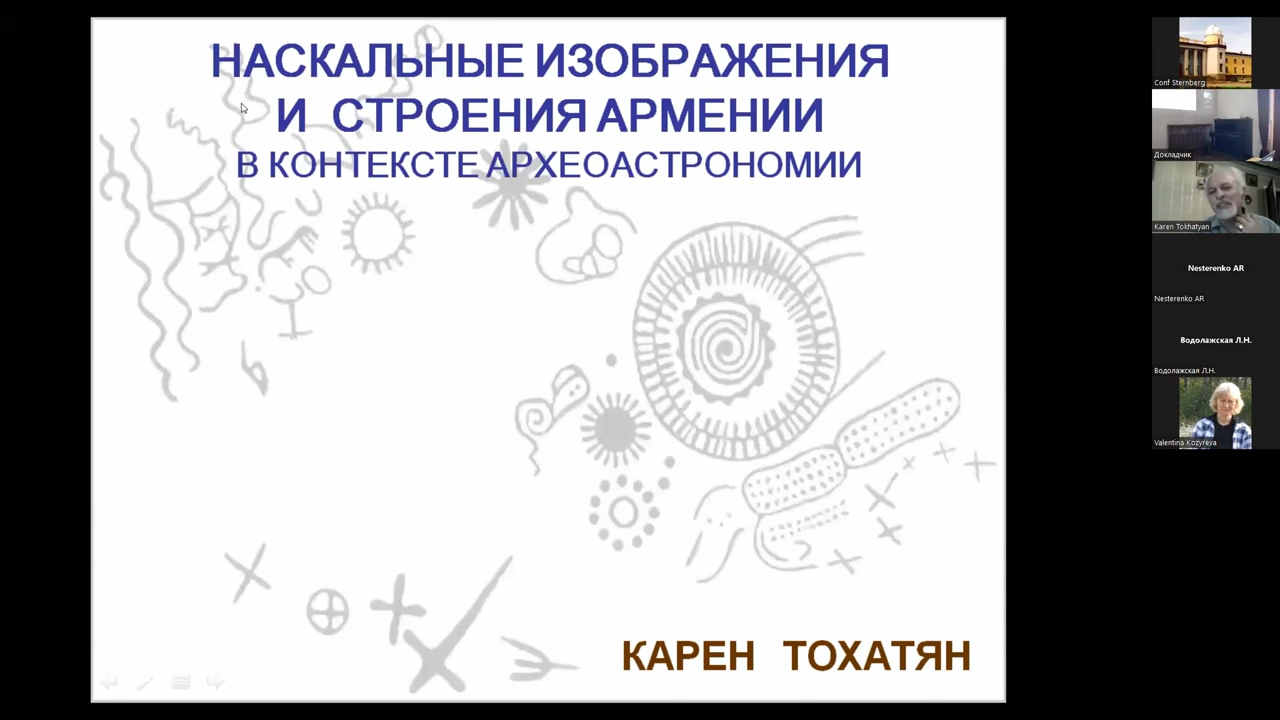 НАСКАЛЬНЫЕ ИЗОБРАЖЕНИЯ
И СТРОЕНИЯ АРМЕНИИ
В КОНТЕКСТЕ АРХЕОАСТРОНОМИИ
КАРЕН ТОХАТЯН
Conf Sternberg
Докладчик
Karen Tokhatyan
Nesterenko AR
Nesterenko AR
Водолажская Л.Н.
Водолажская Л.Н.
Valentina Kozyreva